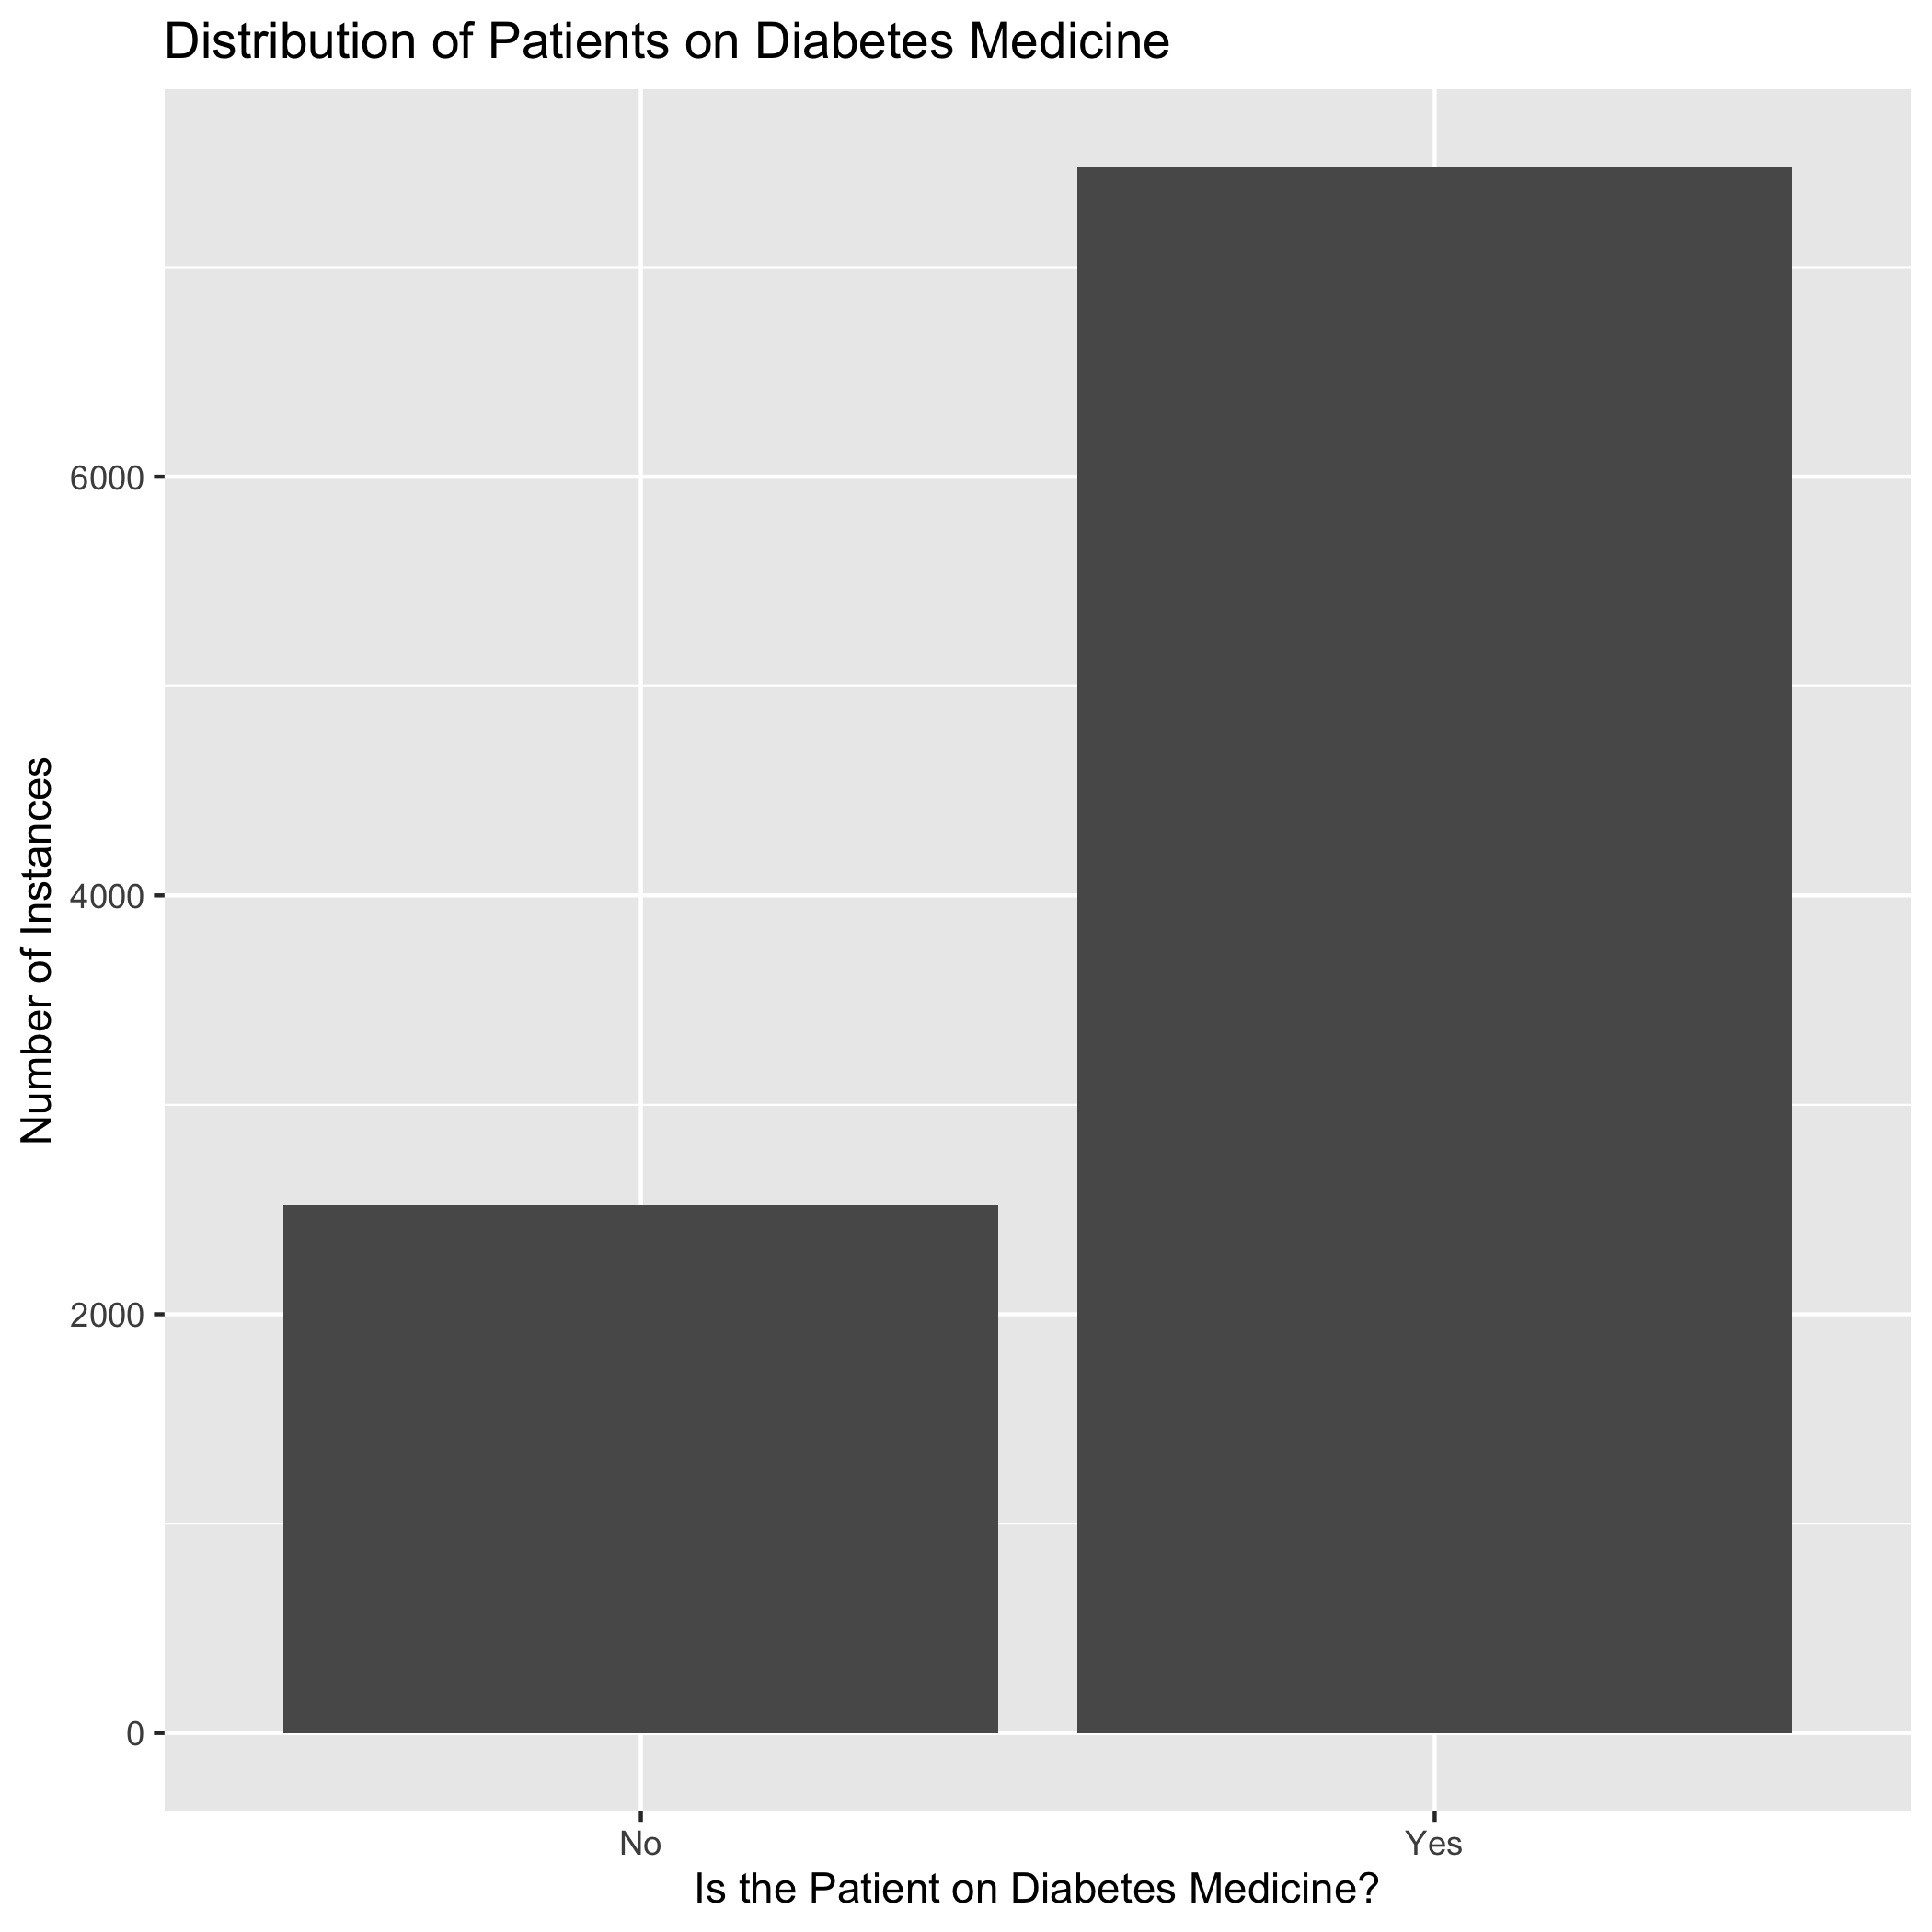 Distribution of Patients on Diabetes Medicine
Number of Instances
6000
4000
2000
0
No
Yes
Is the Patient on Diabetes Medicine?